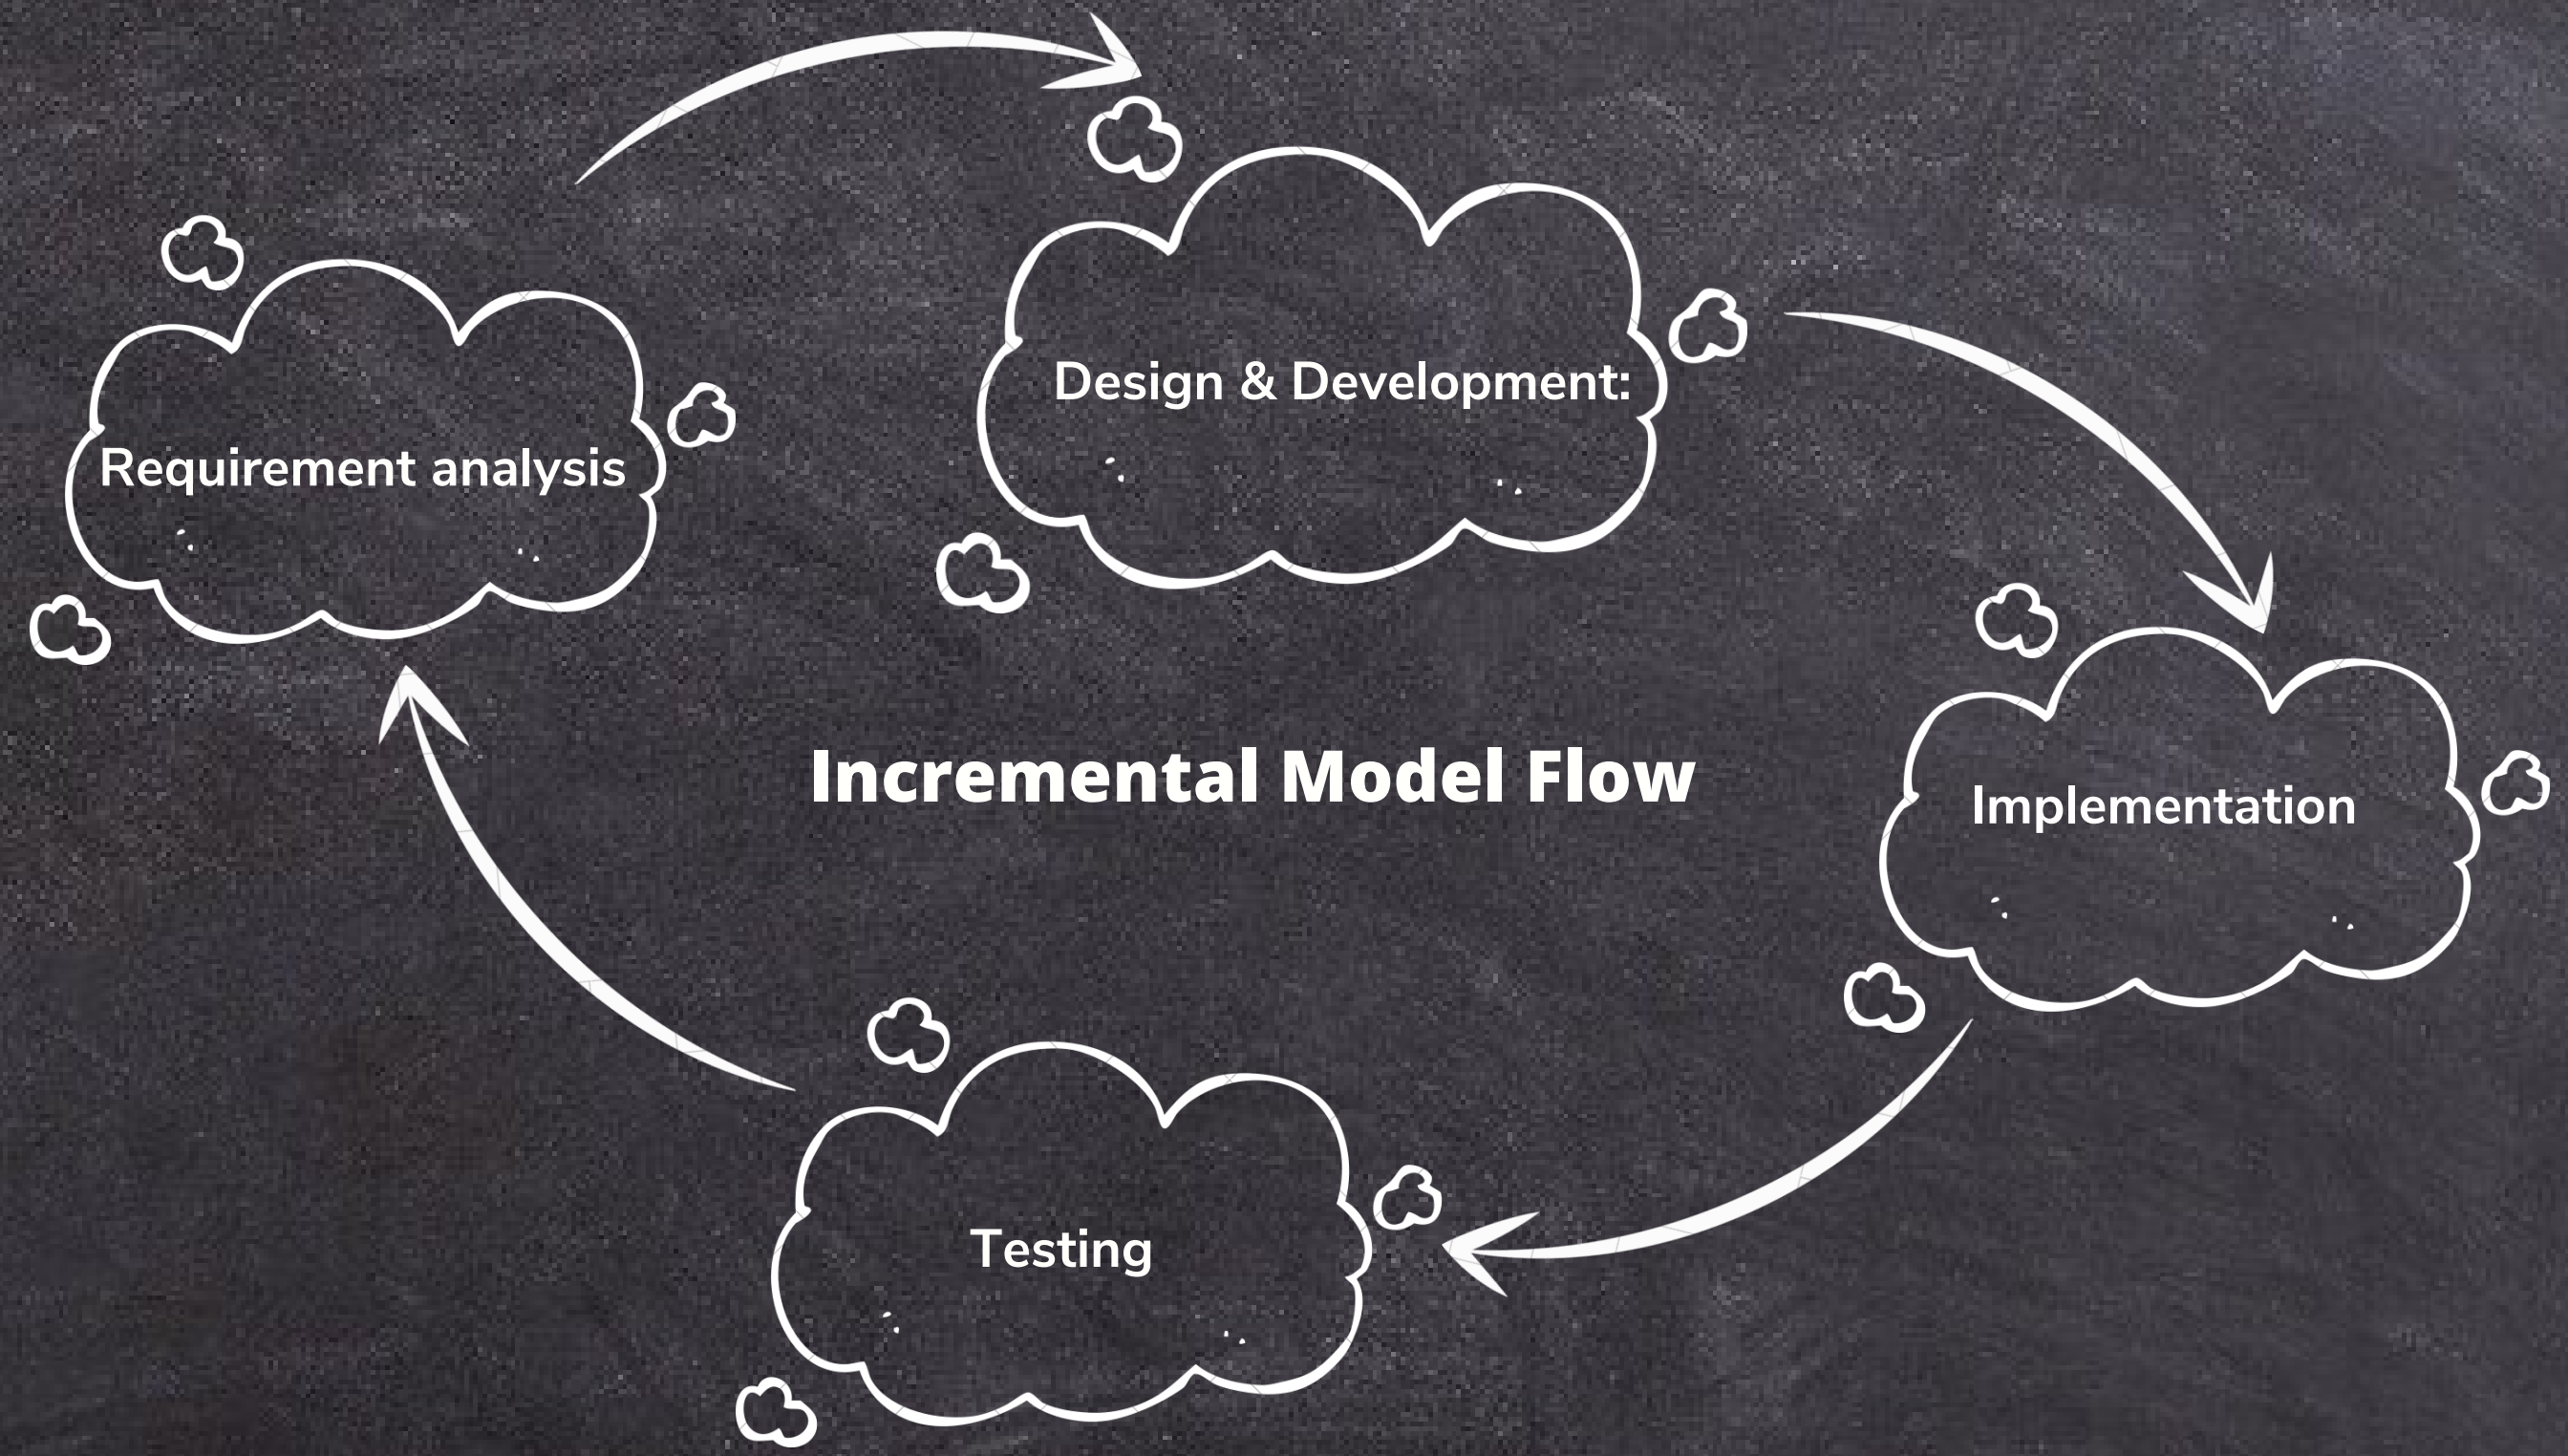 Requirement analysis
Design & Development:
Incremental Model Flow
Implementation
Testing